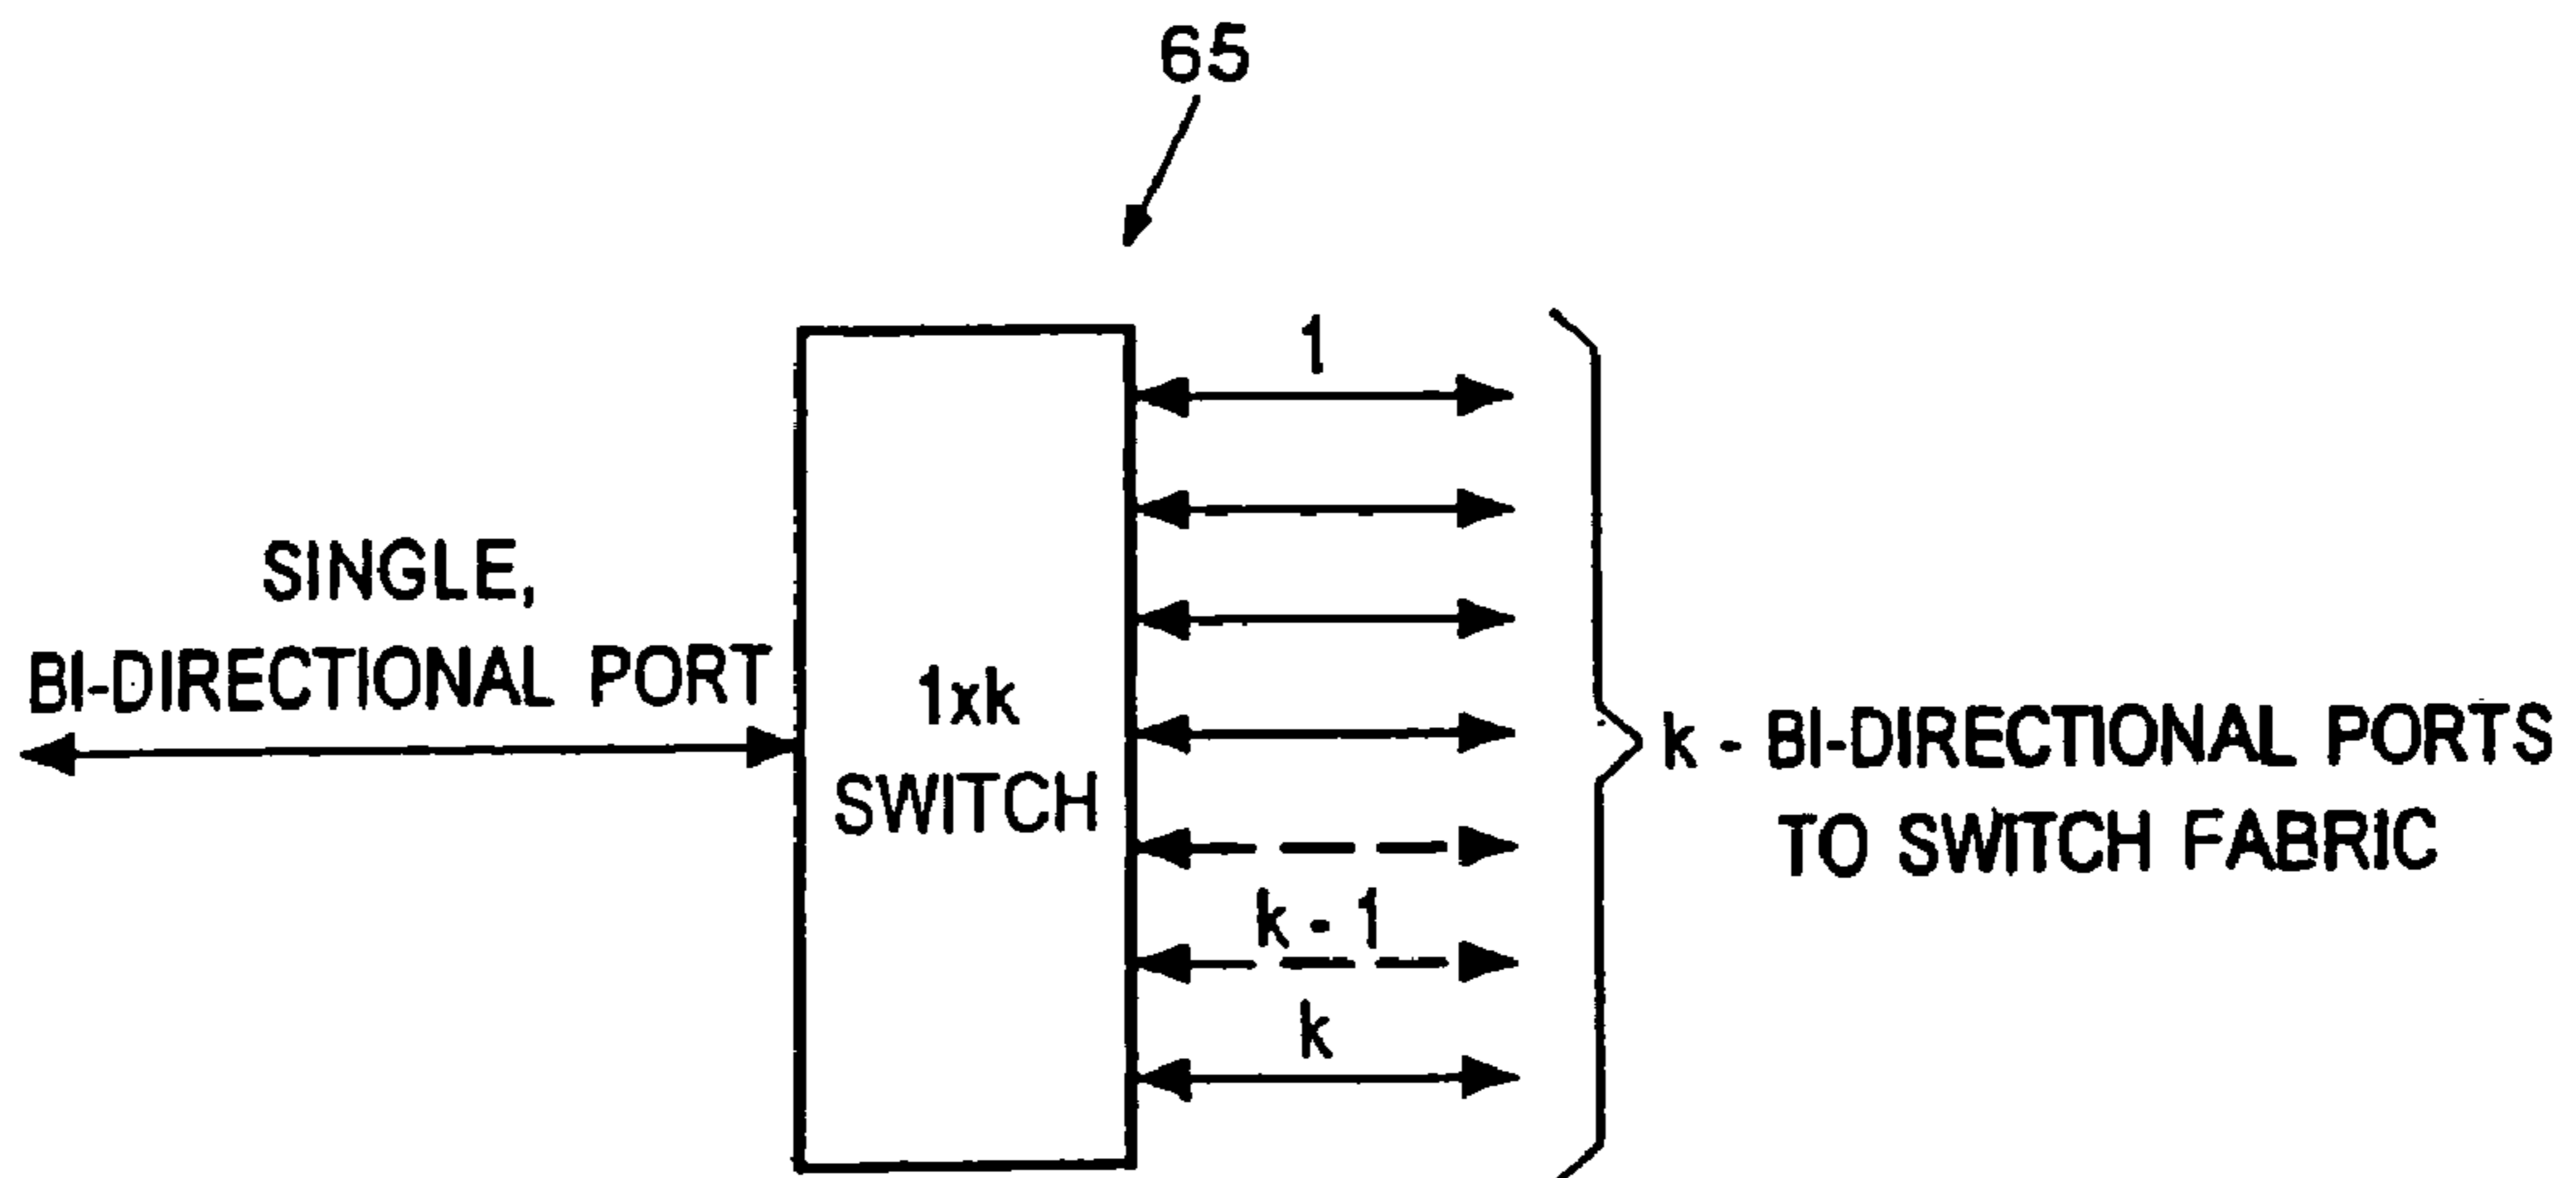 65
1
SINGLE,
BI-DIRECTIONAL PORT
1xk
SWITCH
k - BI-DIRECTIONAL PORTS
TO SWITCH FABRIC
k - 1
k